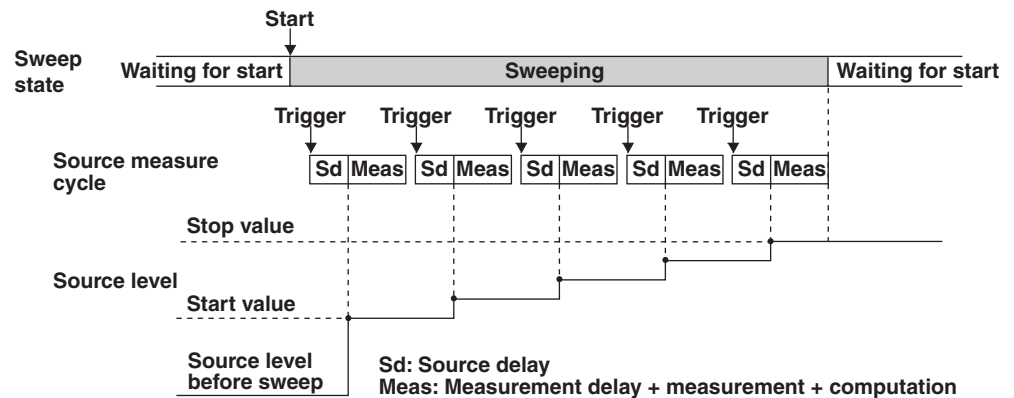 Start
Sweep
state
Waiting for start
Sweeping
Waiting for start
Trigger Trigger Trigger Trigger Trigger
Source measure
cycle
Sd Meas Sd Meas Sd Meas Sd Meas Sd Meas
Stop value
Source level
Start value
Source level
before sweep
Sd: Source delay
Meas: Measurement delay + measurement + computation